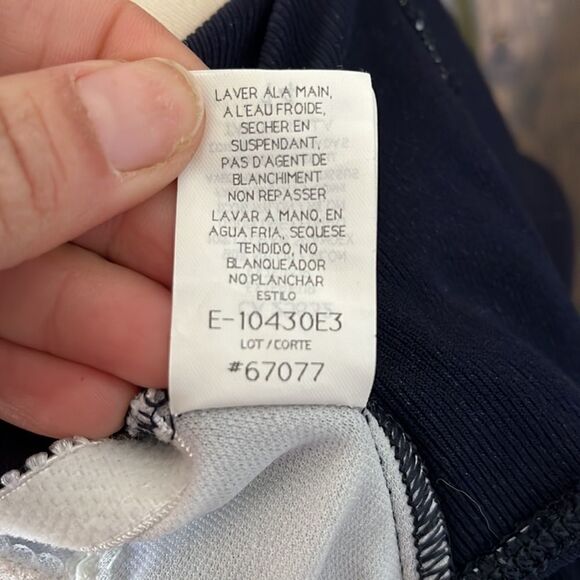 LAVER ÀLA MAIN,
A L'EAU FROIDE,
SECHER EN
SUSPENDANT,
PAS D'AGENT DE
BLANCHIMENT
NON REPASSER
LAVAR A MANO, EN
AGUA FRIA, SEQUESE
TENDIDO, NO
BLANQUEADOR
NO PLANCHAR
ESTILO
E-10430E3
LOT/CORTE
#67077